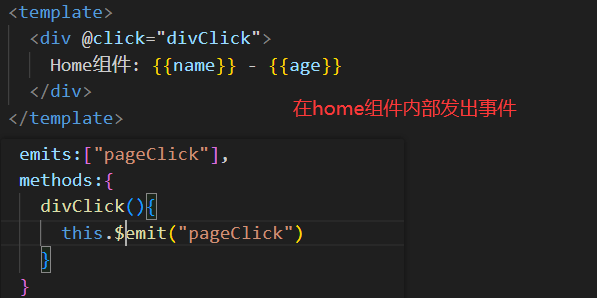 <template>
<div @click="divClick">
Home组件: {{name}} - {{age}}
</div>
</template>
在home组件内部发出事件
emits:["pageClick"],
methods:{
divClick(){
this.$emit("pageClick")
}
}